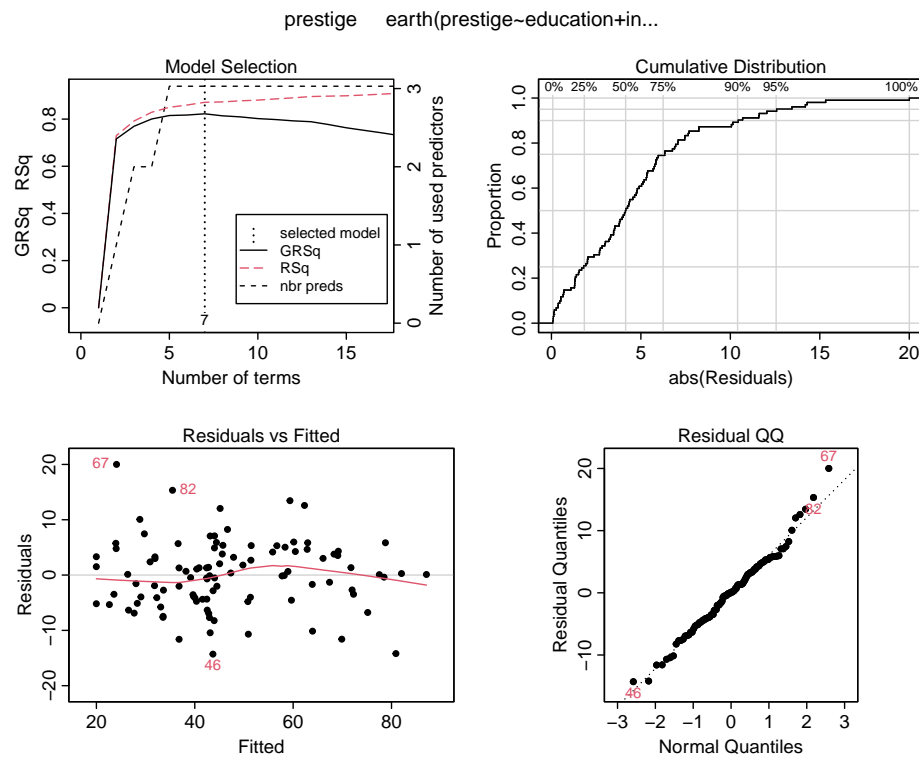 prestige earth(prestige~education+in...
Model Selection
GRSq RSq
0 0.2 0.4 0.6 0.8
Number of used predictors
0 1 2 3
selected model
GRSq
RSq
nbr preds
7
0 5 10 15
Number of terms
Cumulative Distribution
0% 25% 50% 75% 90% 95% 100%
Proportion
0.0 0.2 0.4 0.6 0.8 1.0
0 5 10 15 20
abs(Residuals)
Residuals vs Fitted
Residuals
−20 −10 0 10 20
67
82
46
20 40 60 80
Fitted
Residual QQ
Residual Quantiles
−10 0 10 20
67
82
46
−3 −2 −1 0 1 2 3
Normal Quantiles